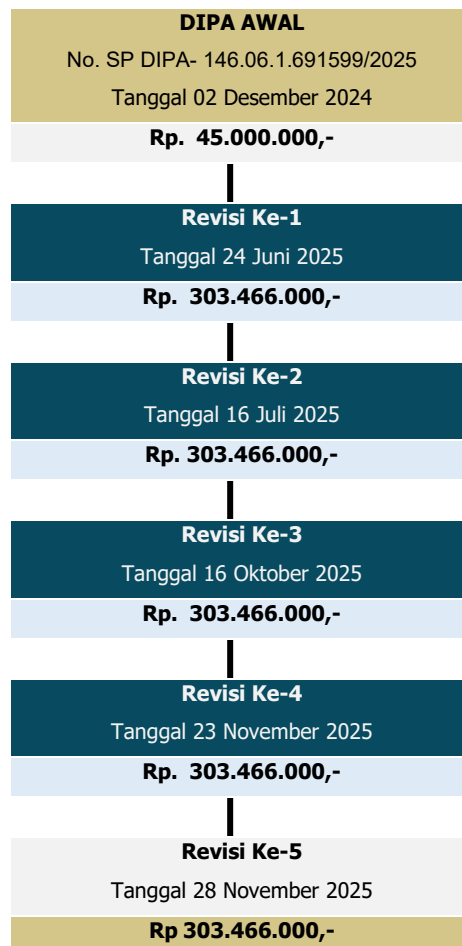 DIPA AWAL
No. SP DIPA- 146.06.1.691599/2025
Tanggal 02 Desember 2024
Rp. 45.000.000,-
Revisi Ke-1
Tanggal 24 Juni 2025
Rp. 303.466.000,-
Revisi Ke-2
Tanggal 16 Juli 2025
Rp. 303.466.000,-
Revisi Ke-3
Tanggal 16 Oktober 2025
Rp. 303.466.000,-
Revisi Ke-4
Tanggal 23 November 2025
Rp. 303.466.000,-
Revisi Ke-5
Tanggal 28 November 2025
Rp 303.466.000,-